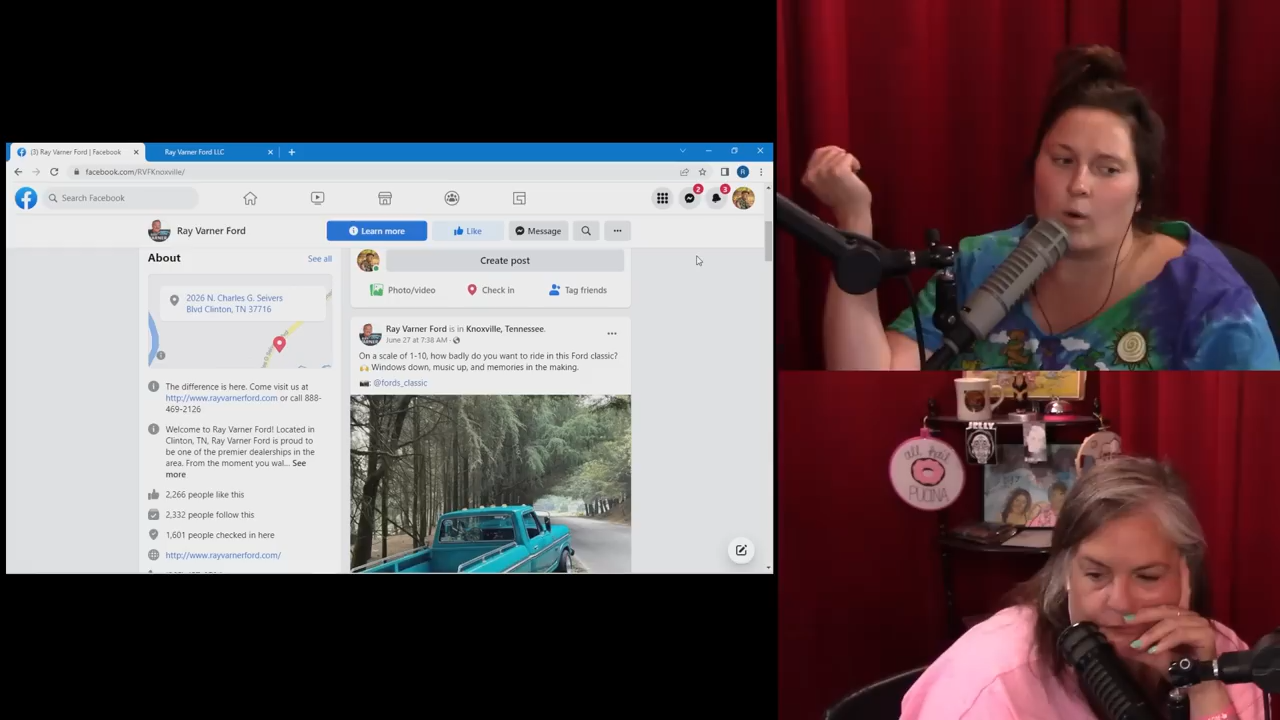 (3) Ray Varner Ford | Facebook
Ray Varner Ford LLC
facebook.com/RVFKnoxville/
R
Search Facebook
2
3
Ray Varner Ford
Learn more
Like
Message
About
See all
2026 N. Charles G. Seivers
Blvd Clinton, TN 37716
The difference is here. Come visit us at
http://www.rayvarnerford.com or call 888-
469-2126
Welcome to Ray Varner Ford! Located in
Clinton, TN, Ray Varner Ford is proud to
be one of the premier dealerships in the
area. From the moment you wal... See
more
2,266 people like this
2,332 people follow this
1,601 people checked in here
http://www.rayvarnerford.com/
Create post
Photo/video
Check in
Tag friends
Ray Varner Ford is in Knoxville, Tennessee.
June 27 at 7:38 AM
On a scale of 1-10, how badly do you want to ride in this Ford classic?
🙌 Windows down, music up, and memories in the making.
📷: @fords_classic
JELLY
all hail
PUCINA